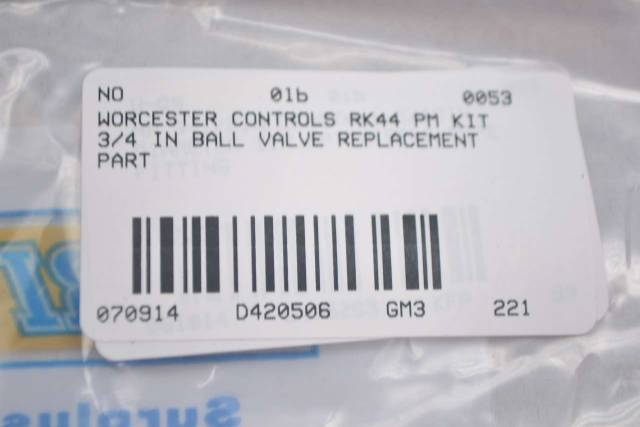 NO 01b 0053
WORCESTER CONTROLS RK44 PM KIT
3/4 IN BALL VALVE REPLACEMENT
PART
070914 D420506 GM3 221
Surplus